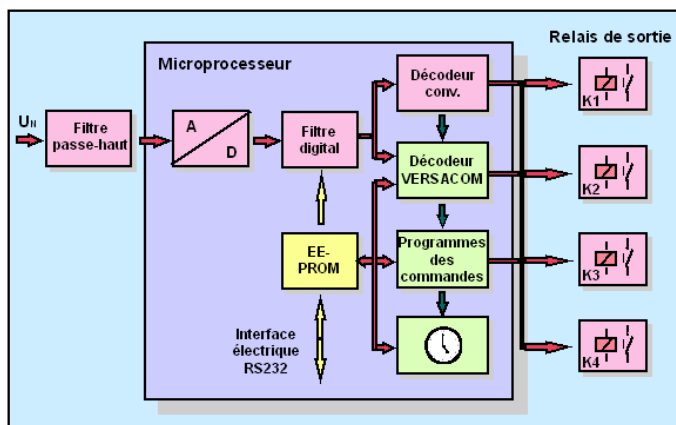 Relais de sortie
Microprocesseur
Décodeur
conv.
K1
UN
Filtre
passe-haut
A
D
Filtre
digital
Décodeur
VERSACOM
K2
EE-
PROM
Programmes
des
commandes
K3
Interface
électrique
RS232
K4